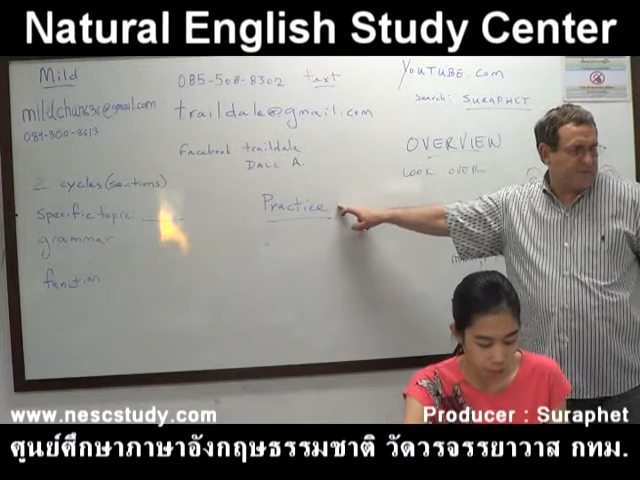 Natural English Study Center
Mild
085-508-8302 text
YOUTUBE.com
mildchan636@gmail.com
search: SURAPHET
traildale@gmail.com
089-300-8613
Facebook traildale
DALL A.
OVERVIEW
LOOK OVER
2 cycles (sections)
Practice
specific topic:
grammar
function
www.nescstudy.com
Producer : Suraphet
ศูนย์ศึกษาภาษาอังกฤษธรรมชาติ วัดวรจรรยาวาส กทม.